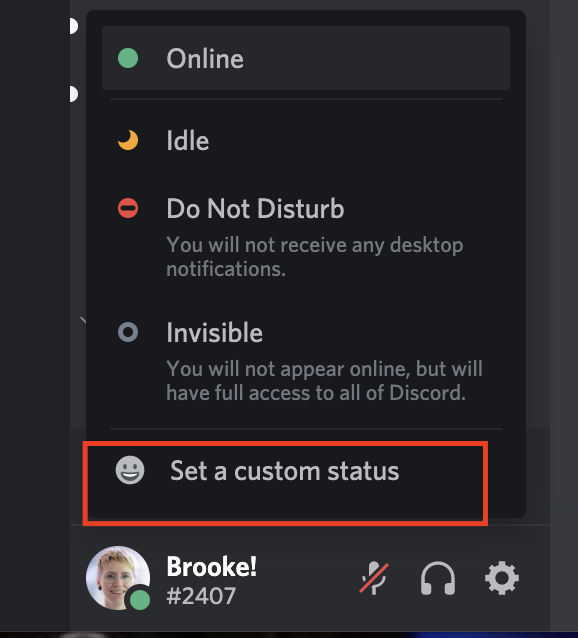 Online
Idle
Do Not Disturb
You will not receive any desktop
notifications.
Invisible
You will not appear online, but will
have full access to all of Discord.
Set a custom status
Brooke!
#2407